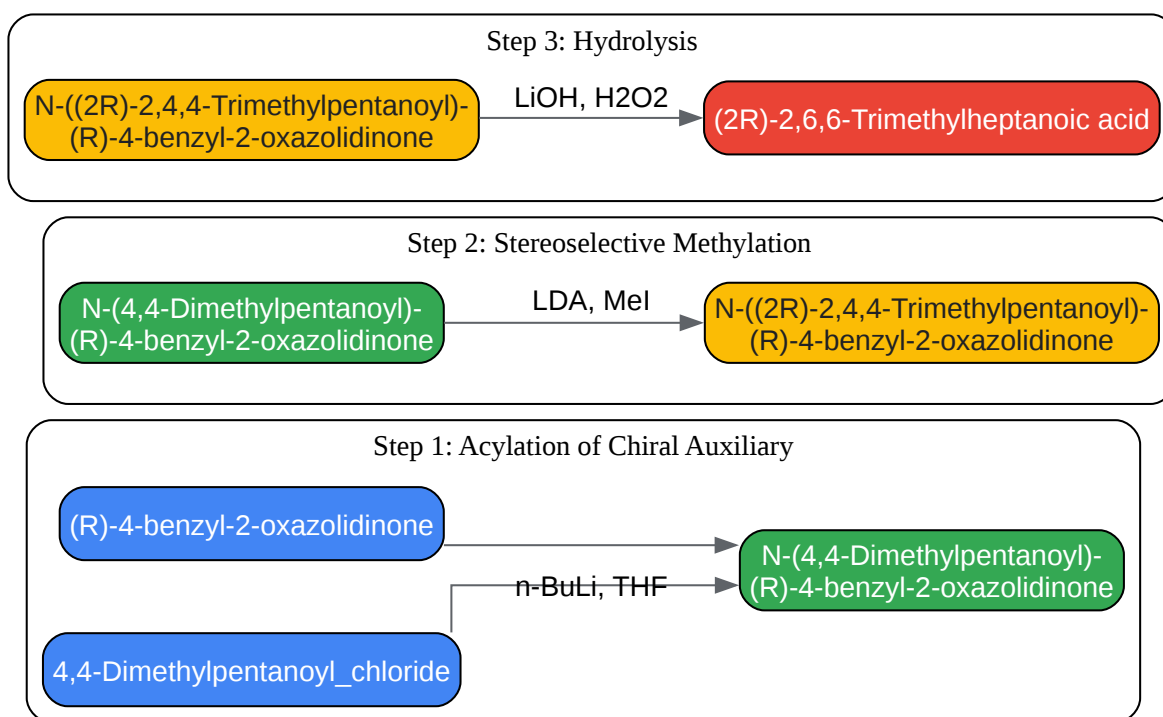 Step 3: Hydrolysis
N-((2R)-2,4,4-Trimethylpentanoyl)-
(R)-4-benzyl-2-oxazolidinone
LiOH, H2O2
(2R)-2,6,6-Trimethylheptanoic acid
Step 2: Stereoselective Methylation
N-(4,4-Dimethylpentanoyl)-
(R)-4-benzyl-2-oxazolidinone
LDA, MeI
N-((2R)-2,4,4-Trimethylpentanoyl)-
(R)-4-benzyl-2-oxazolidinone
Step 1: Acylation of Chiral Auxiliary
(R)-4-benzyl-2-oxazolidinone
n-BuLi, THF
4,4-Dimethylpentanoyl_chloride
N-(4,4-Dimethylpentanoyl)-
(R)-4-benzyl-2-oxazolidinone